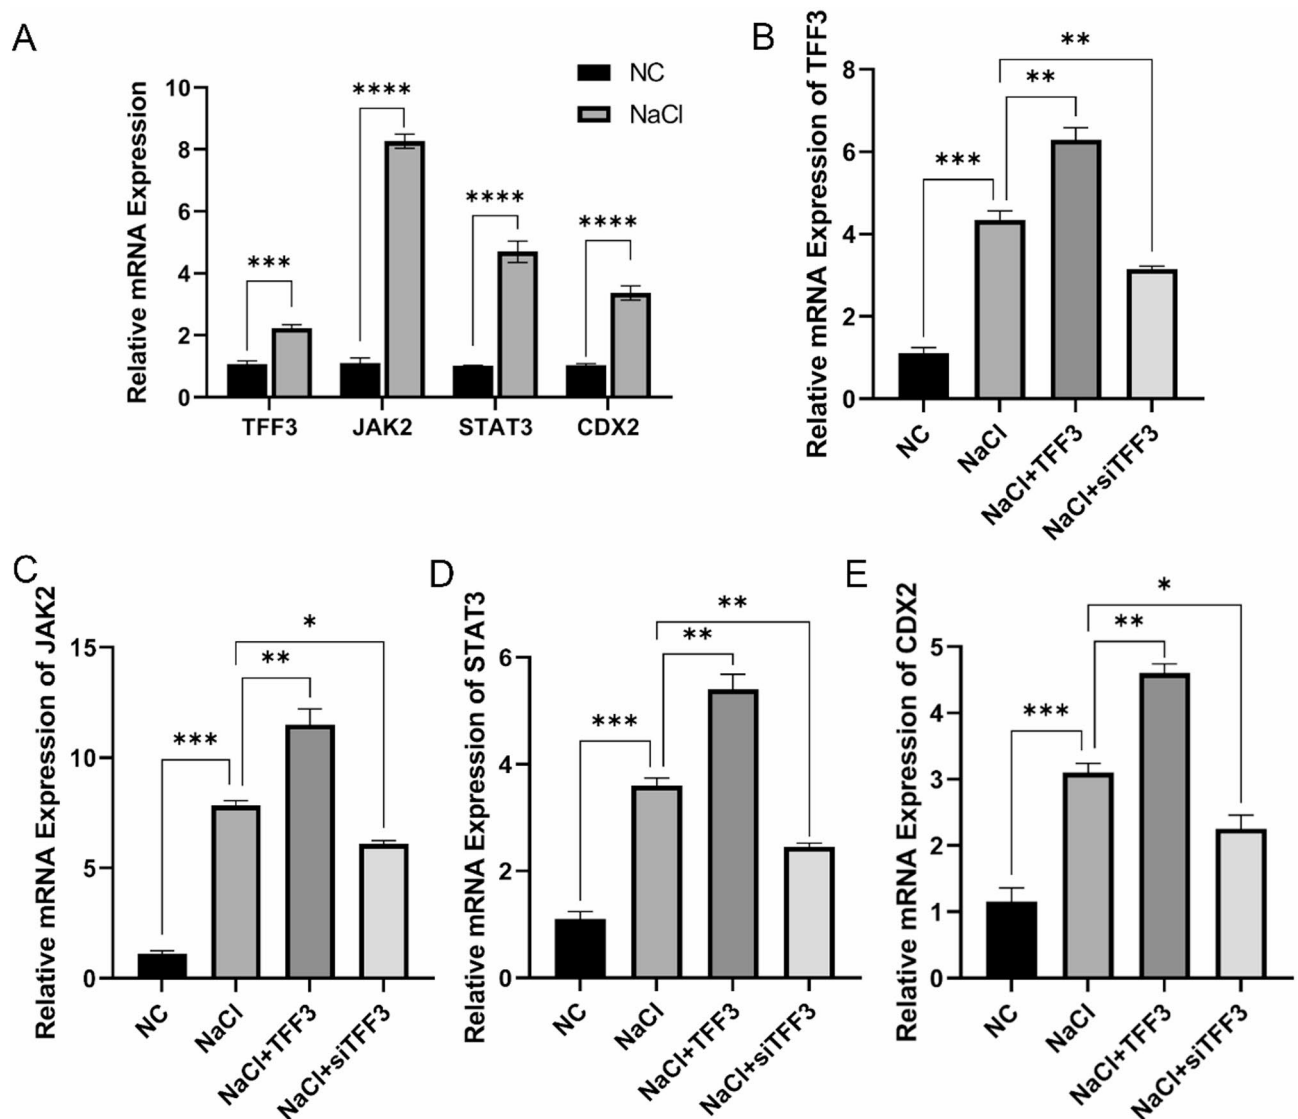 A
NC
NaCl
Relative mRNA Expression
10
8
6
4
2
0
***
****
****
****
TFF3
JAK2
STAT3
CDX2
B
Relative mRNA Expression of TFF3
8
6
4
2
0
**
**
***
NC
NaCl
NaCl+TFF3
NaCl+siTFF3
C
Relative mRNA Expression of JAK2
15
10
5
0
*
**
***
NC
NaCl
NaCl+TFF3
NaCl+siTFF3
D
Relative mRNA Expression of STAT3
6
4
2
0
**
**
***
NC
NaCl
NaCl+TFF3
NaCl+siTFF3
E
Relative mRNA Expression of CDX2
5
4
3
2
1
0
*
**
***
NC
NaCl
NaCl+TFF3
NaCl+siTFF3